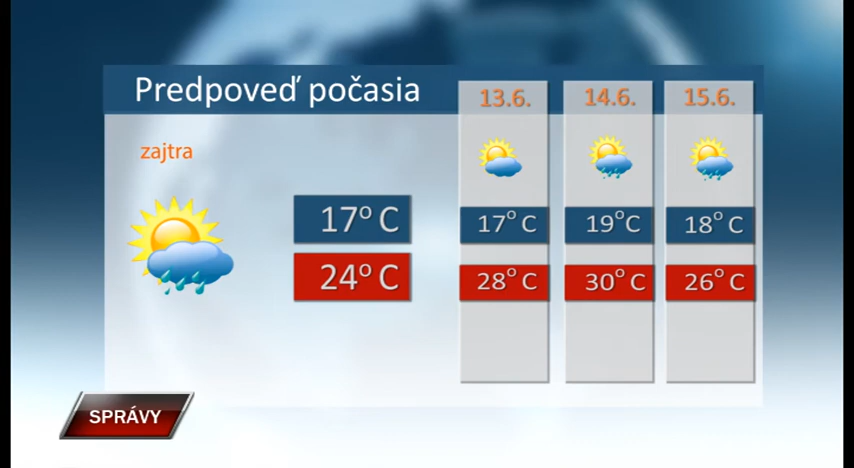 Predpoveď počasia
zajtra
17° C
24° C
13.6. 14.6. 15.6.
17° C 19°C 18° C
28° C 30° C 26° C
SPRÁVY